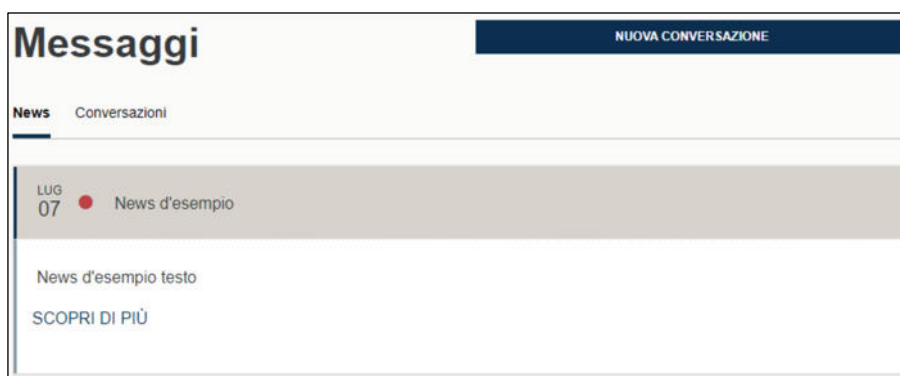 Messaggi
NUOVA CONVERSAZIONE
News Conversazioni
LUG
07 News d'esempio
News d'esempio testo
SCOPRI DI PIÙ